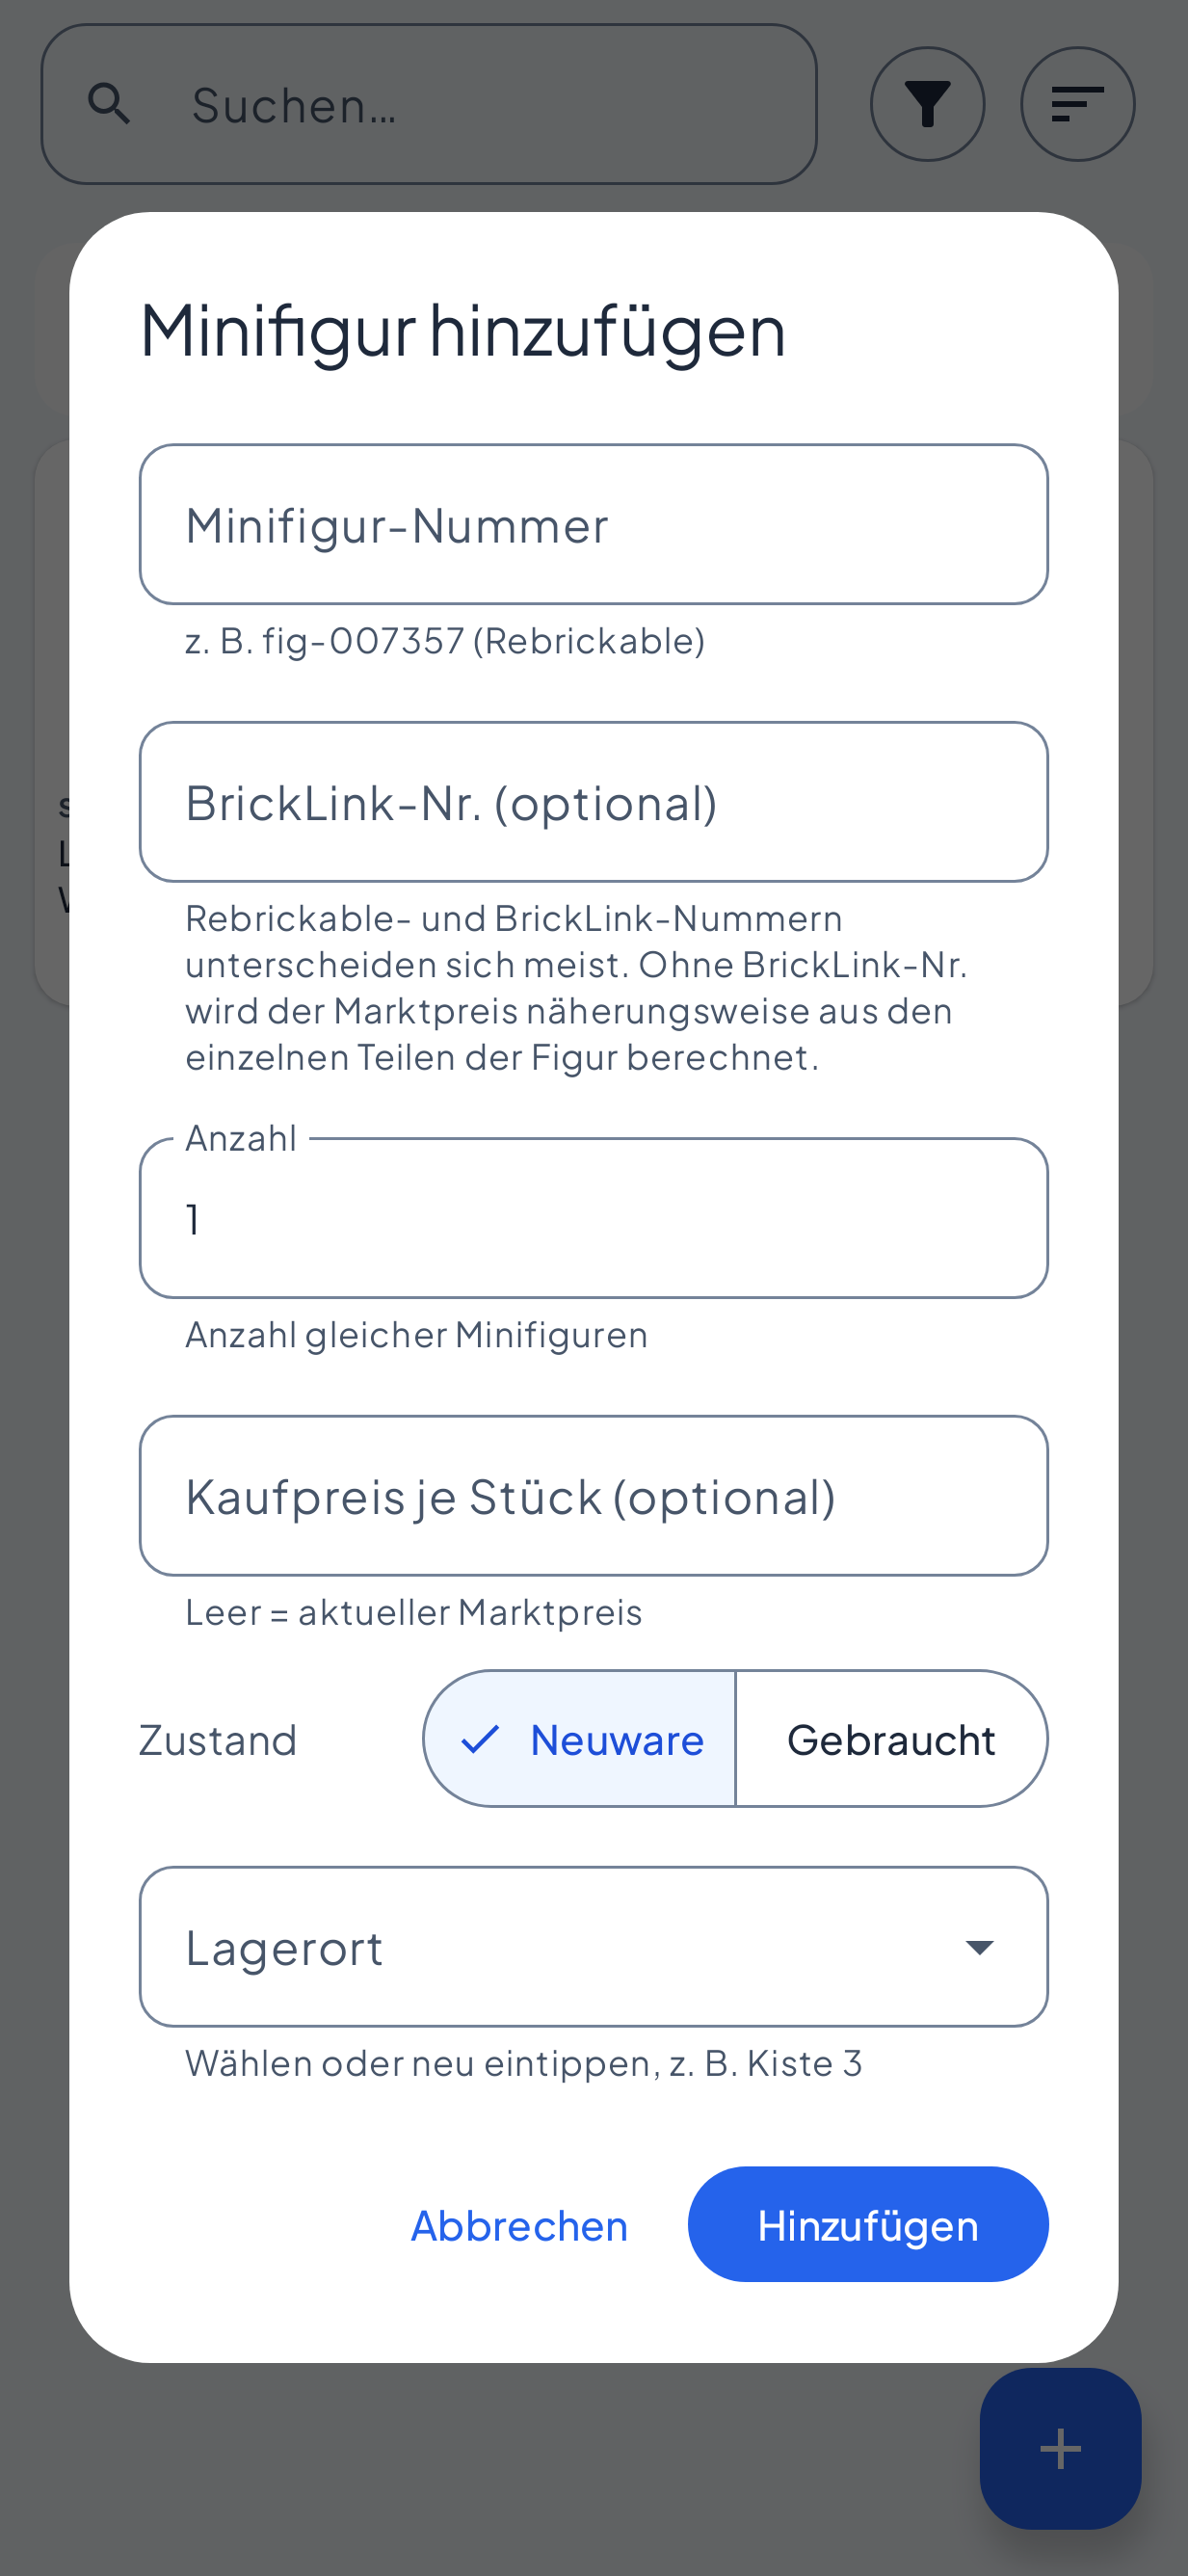 Suchen...
Minifigur hinzufügen
Minifigur-Nummer
z. B. fig-007357 (Rebrickable)
BrickLink-Nr. (optional)
Rebrickable- und BrickLink-Nummern
unterscheiden sich meist. Ohne BrickLink-Nr.
wird der Marktpreis näherungsweise aus den
einzelnen Teilen der Figur berechnet.
Anzahl
1
Anzahl gleicher Minifiguren
Kaufpreis je Stück (optional)
Leer = aktueller Marktpreis
Zustand
Neuware
Gebraucht
Lagerort
Wählen oder neu eintippen, z. B. Kiste 3
Abbrechen
Hinzufügen